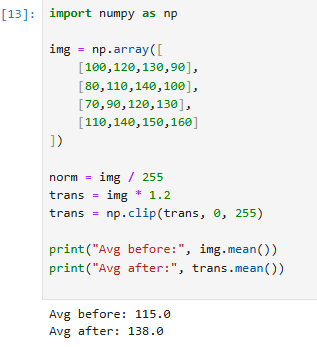 [13]: import numpy as np
img = np.array([
[100,120,130,90],
[80,110,140,100],
[70,90,120,130],
[110,140,150,160]
])
norm = img / 255
trans = img * 1.2
trans = np.clip(trans, 0, 255)
print("Avg before:", img.mean())
print("Avg after:", trans.mean())
Avg before: 115.0
Avg after: 138.0